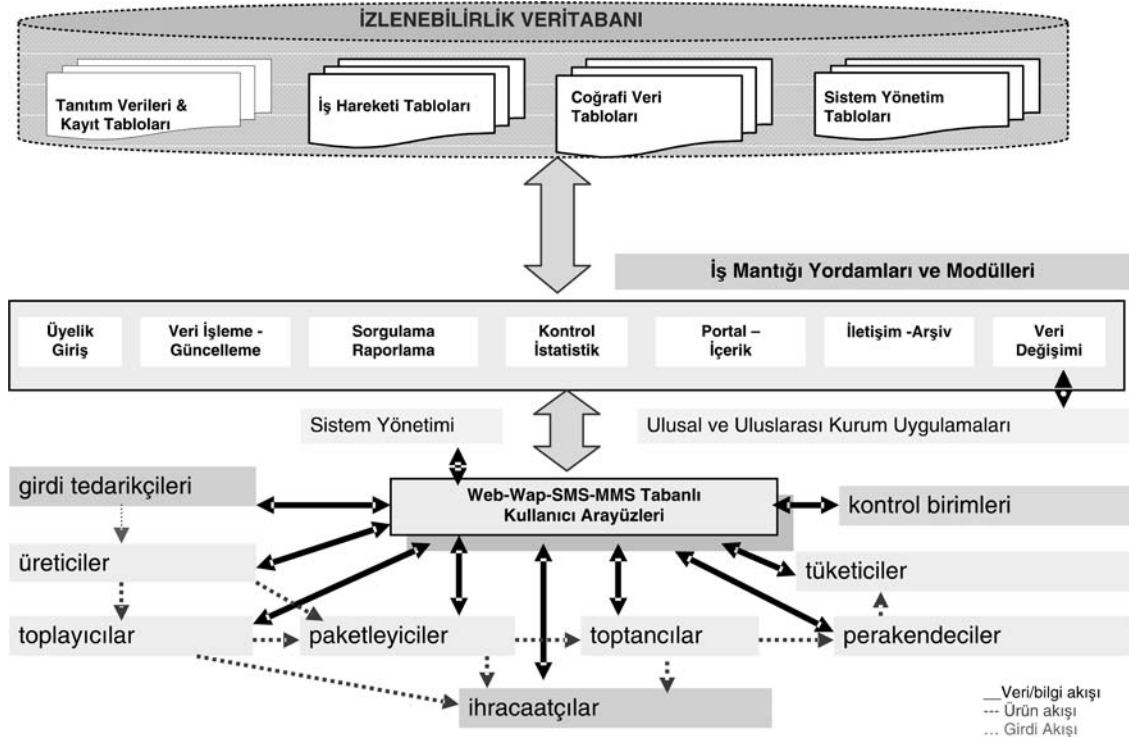 İZLENEBİLİRLİK VERİTABANI
Tanıtım Verileri &
Kayıt Tabloları
İş Hareketi Tabloları
Coğrafi Veri
Tabloları
Sistem Yönetim
Tabloları
İş Mantığı Yordamları ve Modülleri
Üyelik
Giriş
Veri İşleme -
Güncelleme
Sorgulama
Raporlama
Kontrol
İstatistik
Portal –
İçerik
İletişim -Arşiv
Veri
Değişimi
Sistem Yönetimi
Ulusal ve Uluslarası Kurum Uygulamaları
girdi tedarikçileri
Web-Wap-SMS-MMS Tabanlı
Kullanıcı Arayüzleri
kontrol birimleri
üreticiler
tüketiciler
toplayıcılar
paketleyiciler
toptancılar
perakendeciler
ihracaatçılar
__Veri/bilgi akışı
--- Ürün akışı
... Girdi Akışı